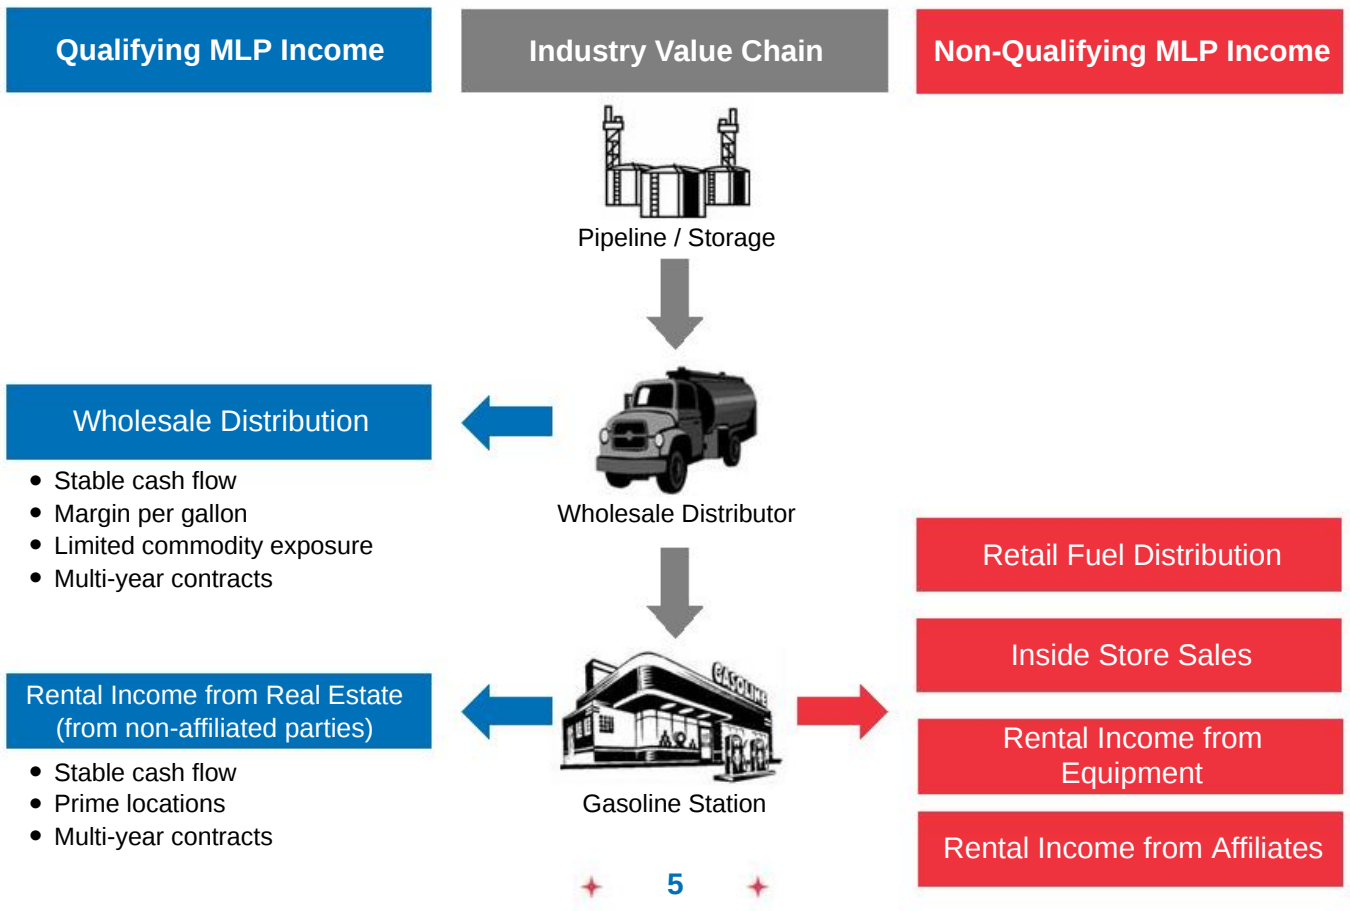 Qualifying MLP Income
Industry Value Chain
Non-Qualifying MLP Income
Pipeline / Storage
Wholesale Distribution
• Stable cash flow
• Margin per gallon
• Limited commodity exposure
• Multi-year contracts
Wholesale Distributor
Retail Fuel Distribution
Inside Store Sales
Rental Income from Real Estate
(from non-affiliated parties)
• Stable cash flow
• Prime locations
• Multi-year contracts
GASOLINE
Gasoline Station
Rental Income from
Equipment
Rental Income from Affiliates
5